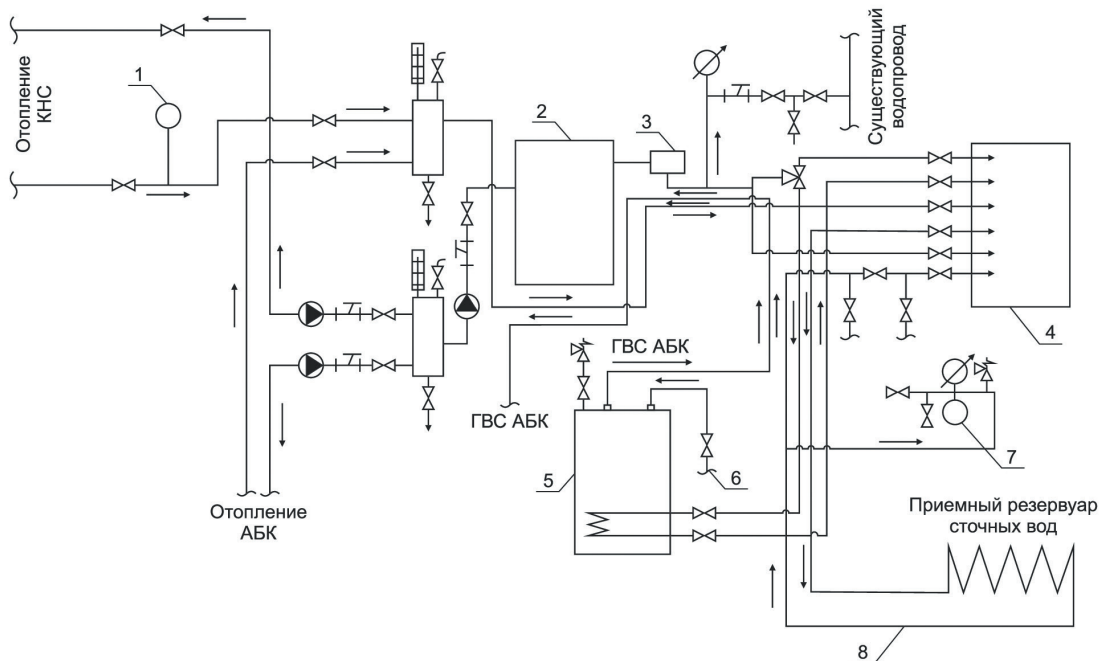 Отопление
КНС
1
2
3
Существующий
водопровод
4
ГВС АБК
ГВС АБК
5
6
7
Отопление
АБК
Приемный резервуар
сточных вод
8